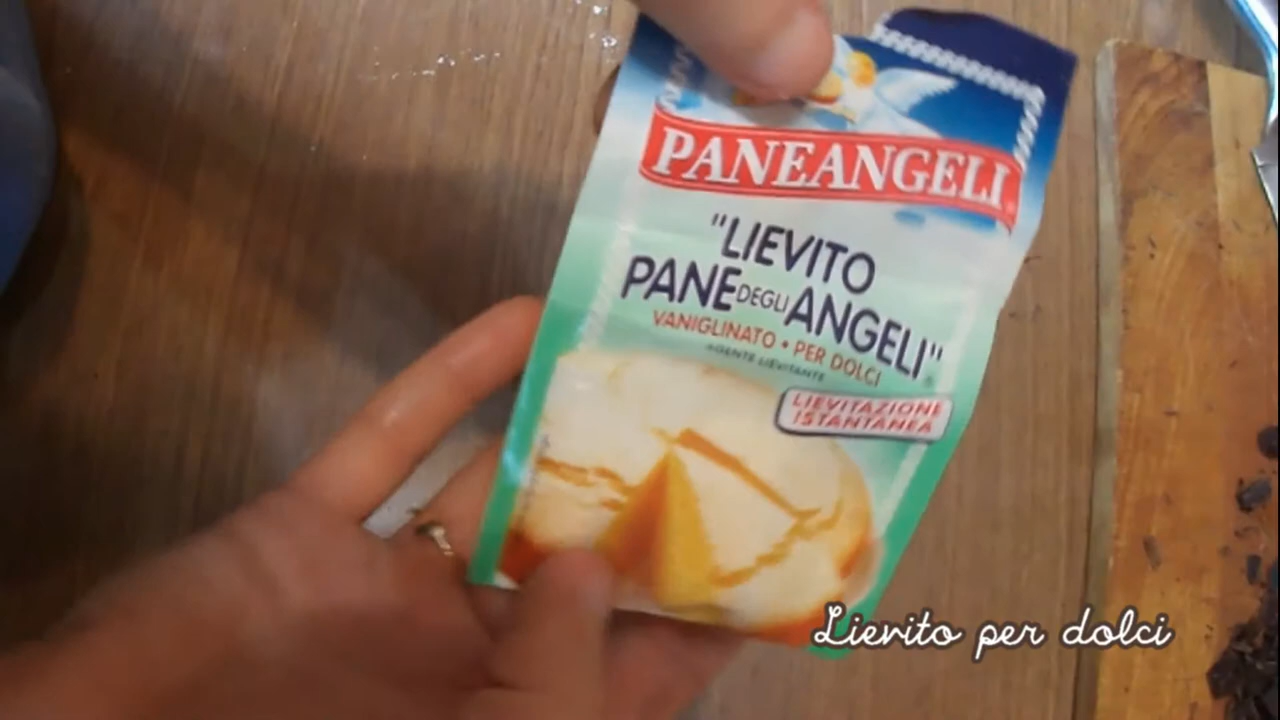 PANEANGELI
"LIEVITO
PANE DEGLI ANGELI"
VANIGLINATO • PER DOLCI
AGENTE LIEVITANTE
LIEVITAZIONE
ISTANTANEA
Lievito per dolci